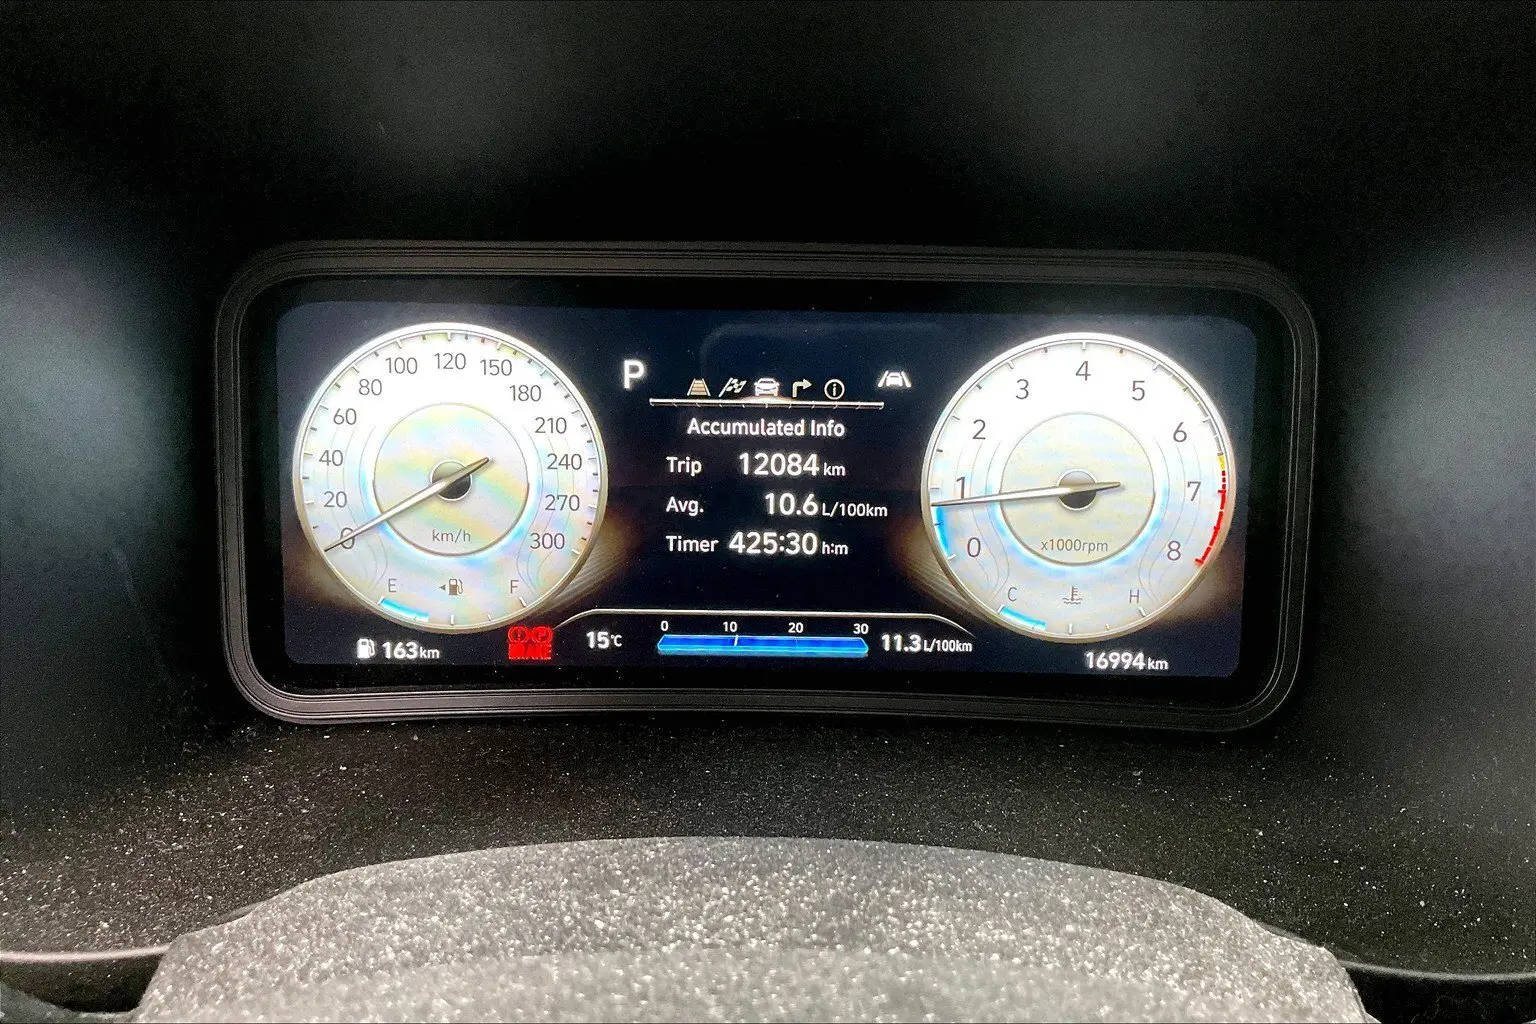 0
20
40
60
80
100
120
150
180
210
240
270
300
km/h
E
F
163km
BRAKE
P
Accumulated Info
Trip 12084 km
Avg. 10.6 L/100km
Timer 425:30 h:m
15°C
0 10 20 30
11.3 L/100km
0
1
2
3
4
5
6
7
8
x1000rpm
C
H
16994 km